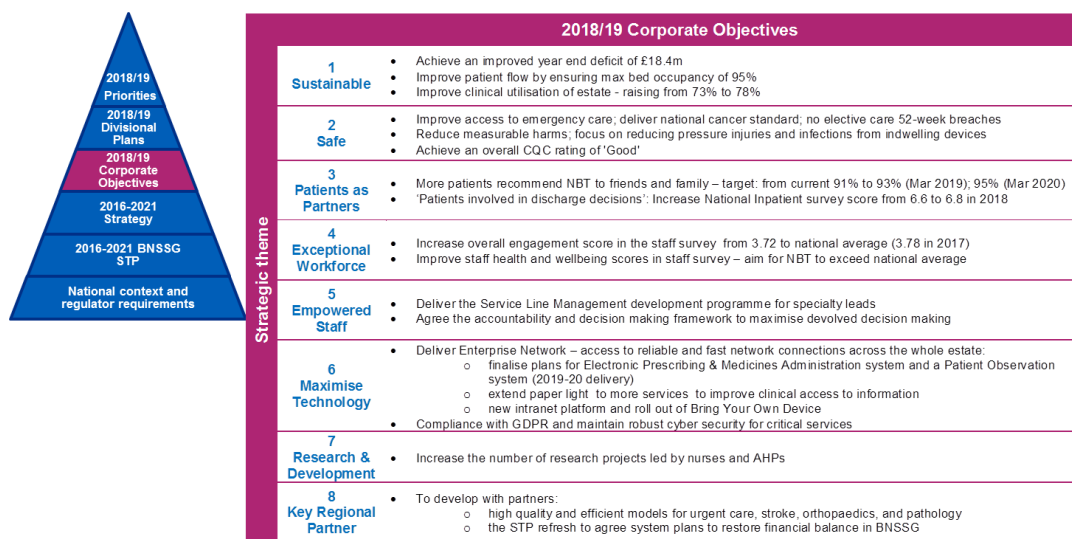 2018/19
Priorities
2018/19
Divisional
Plans
2018/19
Corporate
Objectives
2016-2021
Strategy
2016-2021 BNSSG
STP
National context and
regulator requirements
Strategic theme
2018/19 Corporate Objectives
1
Sustainable
• Achieve an improved year end deficit of £18.4m
• Improve patient flow by ensuring max bed occupancy of 95%
• Improve clinical utilisation of estate - raising from 73% to 78%
2
Safe
• Improve access to emergency care; deliver national cancer standard; no elective care 52-week breaches
• Reduce measurable harms; focus on reducing pressure injuries and infections from indwelling devices
• Achieve an overall CQC rating of 'Good'
3
Patients as
Partners
• More patients recommend NBT to friends and family – target: from current 91% to 93% (Mar 2019); 95% (Mar 2020)
• ‘Patients involved in discharge decisions’: Increase National Inpatient survey score from 6.6 to 6.8 in 2018
4
Exceptional
Workforce
• Increase overall engagement score in the staff survey from 3.72 to national average (3.78 in 2017)
• Improve staff health and wellbeing scores in staff survey – aim for NBT to exceed national average
5
Empowered
Staff
• Deliver the Service Line Management development programme for specialty leads
• Agree the accountability and decision making framework to maximise devolved decision making
6
Maximise
Technology
• Deliver Enterprise Network – access to reliable and fast network connections across the whole estate:
o finalise plans for Electronic Prescribing & Medicines Administration system and a Patient Observation
system (2019-20 delivery)
o extend paper light to more services to improve clinical access to information
o new intranet platform and roll out of Bring Your Own Device
• Compliance with GDPR and maintain robust cyber security for critical services
7
Research &
Development
• Increase the number of research projects led by nurses and AHPs
8
Key Regional
Partner
• To develop with partners:
o high quality and efficient models for urgent care, stroke, orthopaedics, and pathology
o the STP refresh to agree system plans to restore financial balance in BNSSG